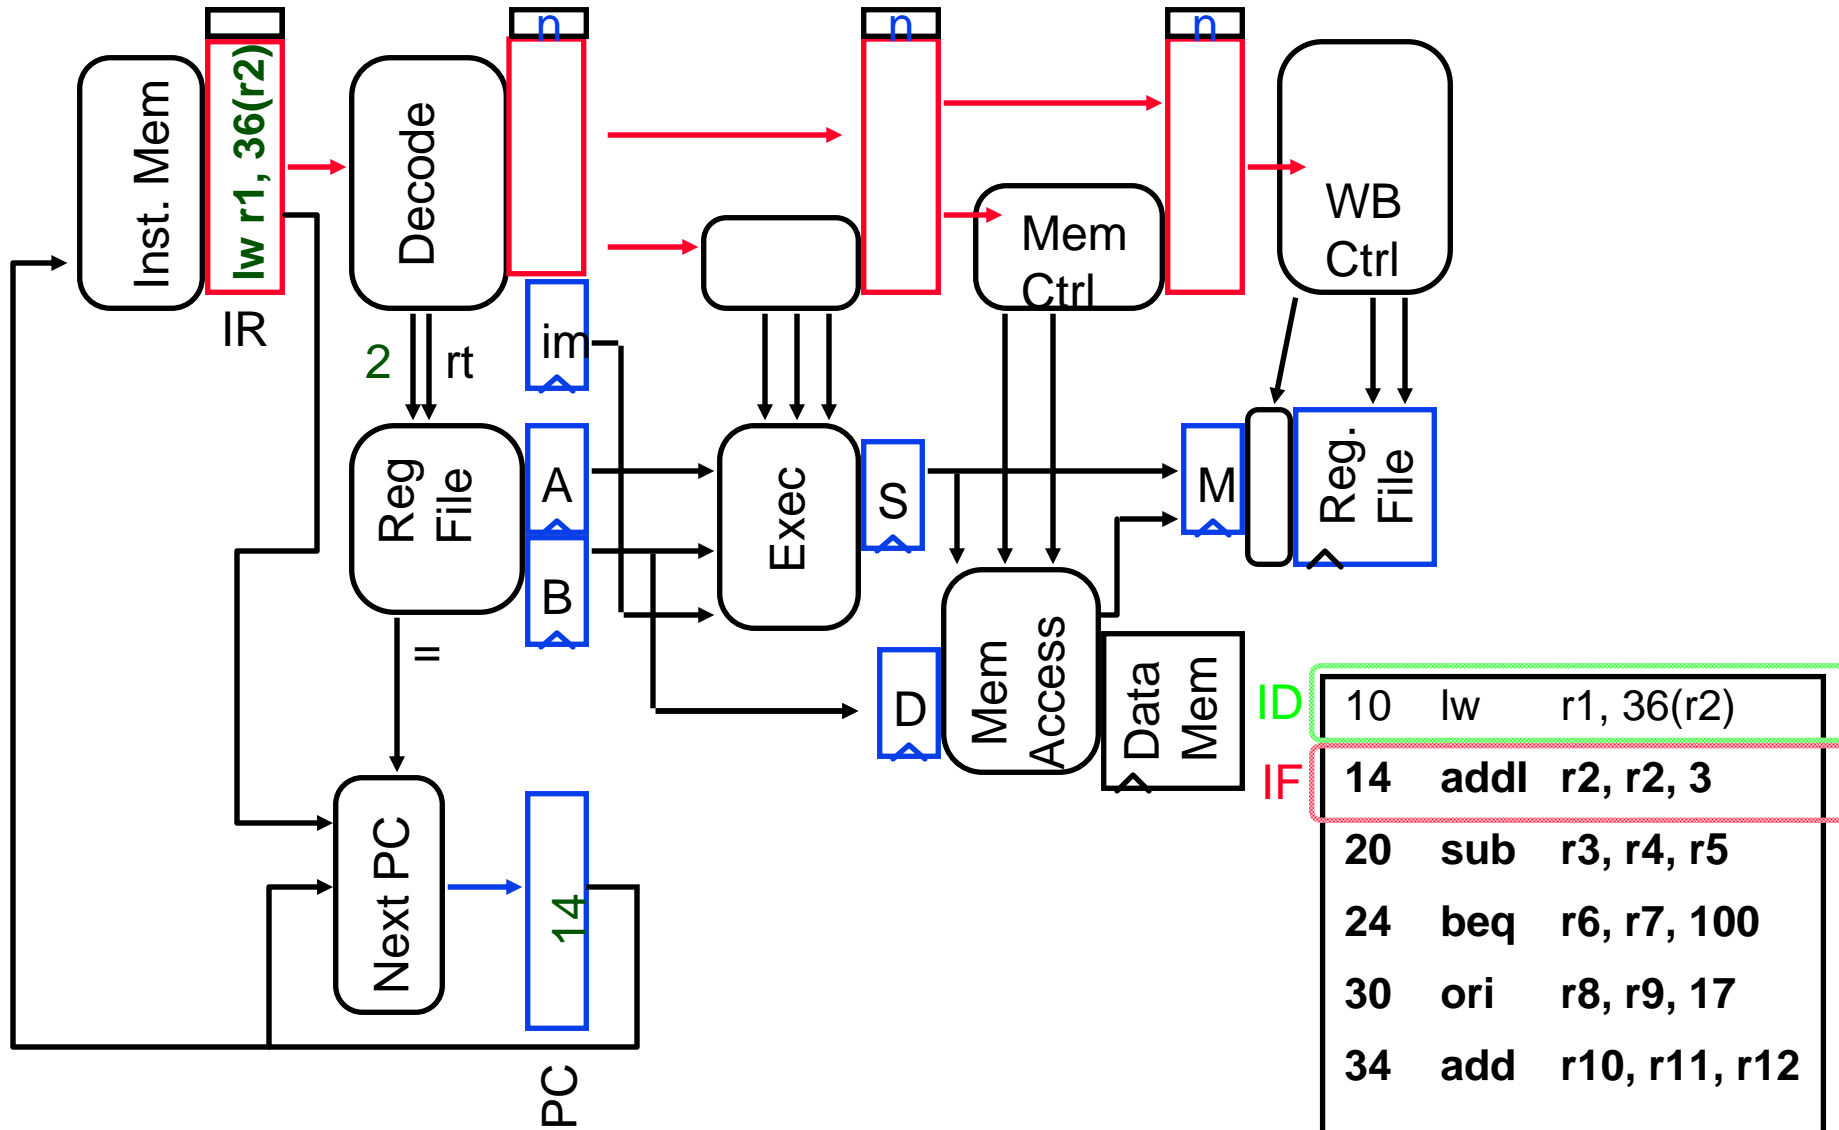 n
n
n
Inst. Mem
lw r1, 36(r2)
Decode
WB
Ctrl
Mem
Ctrl
IR
2
rt
im
Reg
File
A
B
=
Exec
S
D
Mem
Access
Data
Mem
M
Reg.
File
Next PC
14
PC
ID
IF
10 lw r1, 36(r2)
14 addI r2, r2, 3
20 sub r3, r4, r5
24 beq r6, r7, 100
30 ori r8, r9, 17
34 add r10, r11, r12